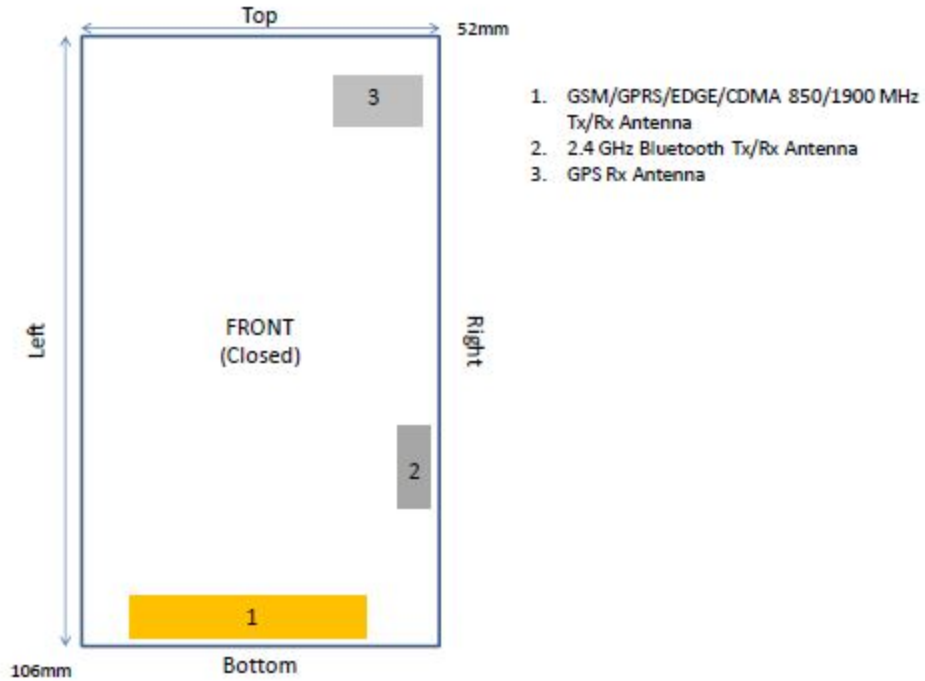 Top
52mm
3
1. GSM/GPRS/EDGE/CDMA 850/1900 MHz
Tx/Rx Antenna
2. 2.4 GHz Bluetooth Tx/Rx Antenna
3. GPS Rx Antenna
Left
FRONT
(Closed)
Right
2
1
106mm
Bottom